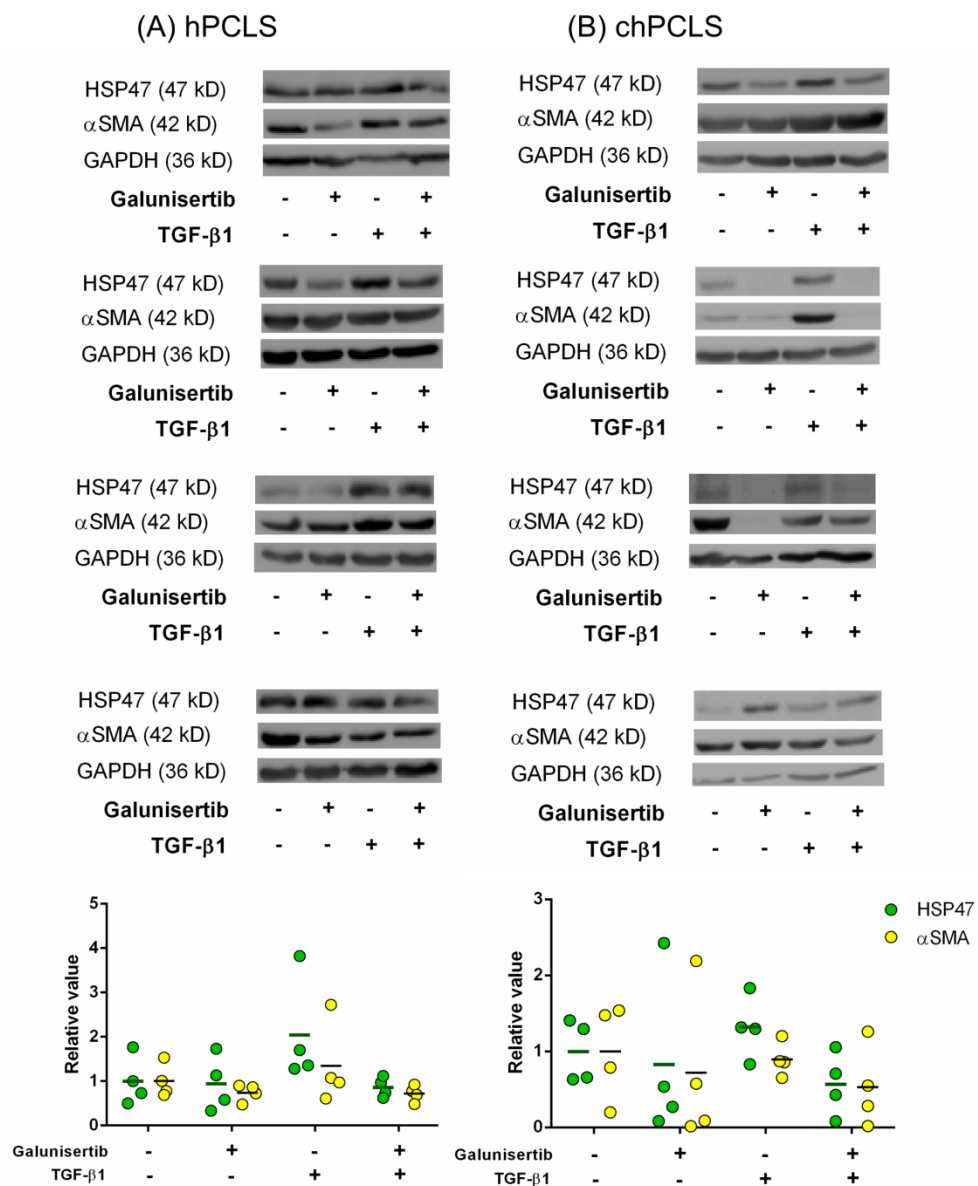 (A) hPCLS
HSP47 (47 kD)
αSMA (42 kD)
GAPDH (36 kD)
Galunisertib - + - +
TGF-β1 - - + +
HSP47 (47 kD)
αSMA (42 kD)
GAPDH (36 kD)
Galunisertib - + - +
TGF-β1 - - + +
HSP47 (47 kD)
αSMA (42 kD)
GAPDH (36 kD)
Galunisertib - + - +
TGF-β1 - - + +
HSP47 (47 kD)
αSMA (42 kD)
GAPDH (36 kD)
Galunisertib - + - +
TGF-β1 - - + +
Relative value
5
4
3
2
1
0
Galunisertib - + - +
TGF-β1 - - + +
(B) chPCLS
HSP47 (47 kD)
αSMA (42 kD)
GAPDH (36 kD)
Galunisertib - + - +
TGF-β1 - - + +
HSP47 (47 kD)
αSMA (42 kD)
GAPDH (36 kD)
Galunisertib - + - +
TGF-β1 - - + +
HSP47 (47 kD)
αSMA (42 kD)
GAPDH (36 kD)
Galunisertib - + - +
TGF-β1 - - + +
HSP47 (47 kD)
αSMA (42 kD)
GAPDH (36 kD)
Galunisertib - + - +
TGF-β1 - - + +
Relative value
3
2
1
0
HSP47
αSMA
Galunisertib - + - +
TGF-β1 - - + +